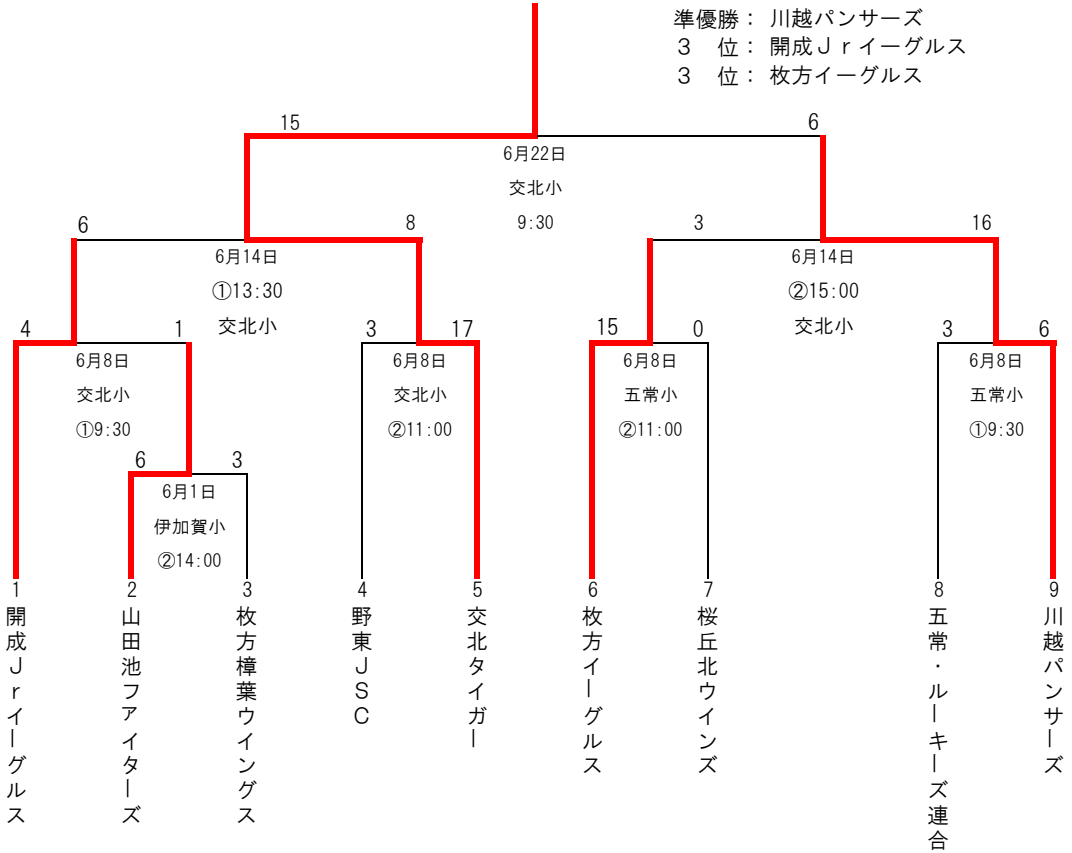 準優勝： 川越パンサーズ
３　位： 開成Ｊｒイーグルス
３　位： 枚方イーグルス
15
6
6月22日
交北小
9:30
6
8
3
16
6月14日
①13:30
交北小
6月14日
②15:00
交北小
4
1
3
17
15
0
3
6
6月8日
交北小
①9:30
6月8日
交北小
②11:00
6月8日
五常小
②11:00
6月8日
五常小
①9:30
6
3
6月1日
伊加賀小
②14:00
1
2
3
4
5
6
7
8
9
開成Ｊｒイーグルス
山田池ファイターズ
枚方樟葉ウイングス
野東ＪＳＣ
交北タイガー
枚方イーグルス
桜丘北ウインズ
五常・ルーキーズ連合
川越パンサーズ